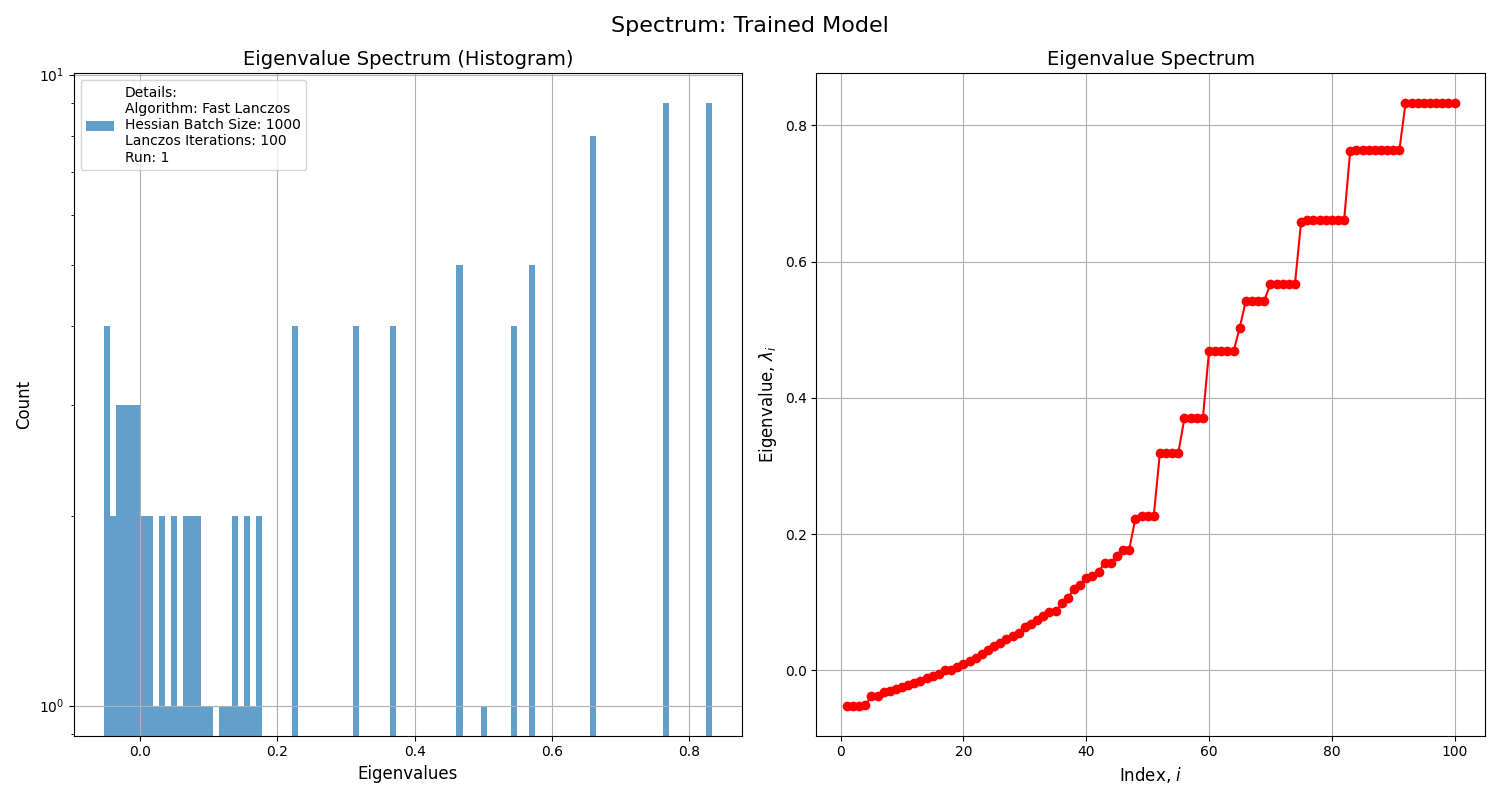 Spectrum: Trained Model
Eigenvalue Spectrum (Histogram)
10¹
Details:
Algorithm: Fast Lanczos
Hessian Batch Size: 1000
Lanczos Iterations: 100
Run: 1
Count
10⁰
0.0 0.2 0.4 0.6 0.8
Eigenvalues
Eigenvalue Spectrum
0.8
0.6
0.4
0.2
0.0
Eigenvalue, λᵢ
0 20 40 60 80 100
Index, i